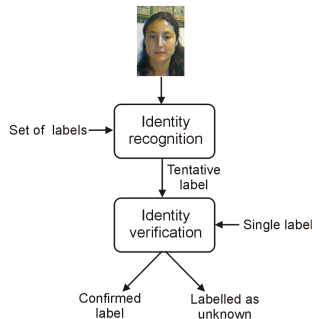 Identity
recognition
Set of labels
Tentative
label
Identity
verification
Single label
Confirmed
label
Labelled as
unknown